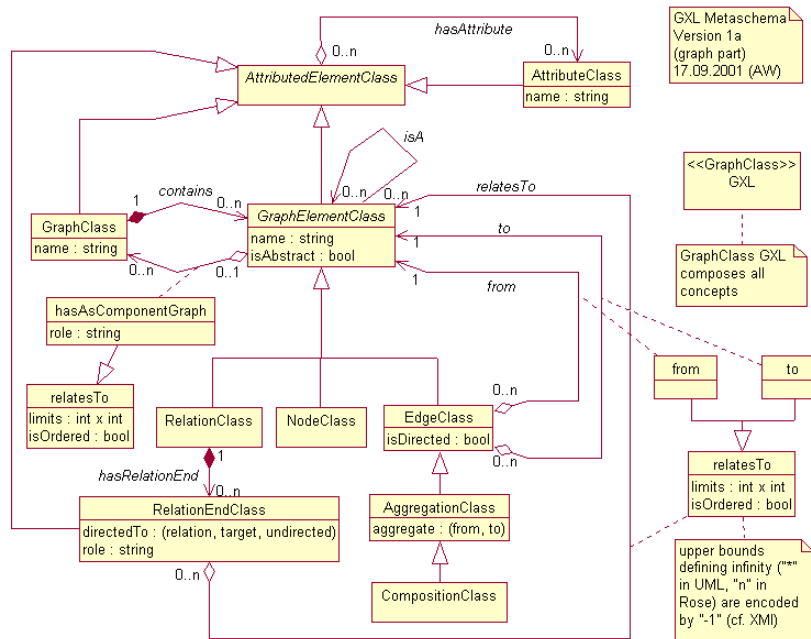 hasAttribute
0..n
0..n
GXL Metaschema
Version 1a
(graph part)
17.09.2001 (AW)
AttributedElementClass
AttributeClass
name : string
isA
0..n
0..n
contains
1
0..n
relatesTo
1
<<GraphClass>>
GXL
GraphClass
name : string
GraphElementClass
name : string
isAbstract : bool
to
1
0..n
0..1
from
1
GraphClass GXL
composes all
concepts
hasAsComponentGraph
role : string
relatesTo
limits : int x int
isOrdered : bool
from
to
RelationClass
NodeClass
EdgeClass
isDirected : bool
0..n
0..n
1
hasRelationEnd
0..n
relatesTo
limits : int x int
isOrdered : bool
RelationEndClass
directedTo : (relation, target, undirected)
role : string
0..n
AggregationClass
aggregate : (from, to)
CompositionClass
upper bounds
defining infinity ("*"
in UML, "n" in
Rose) are encoded
by "-1" (cf. XMI)